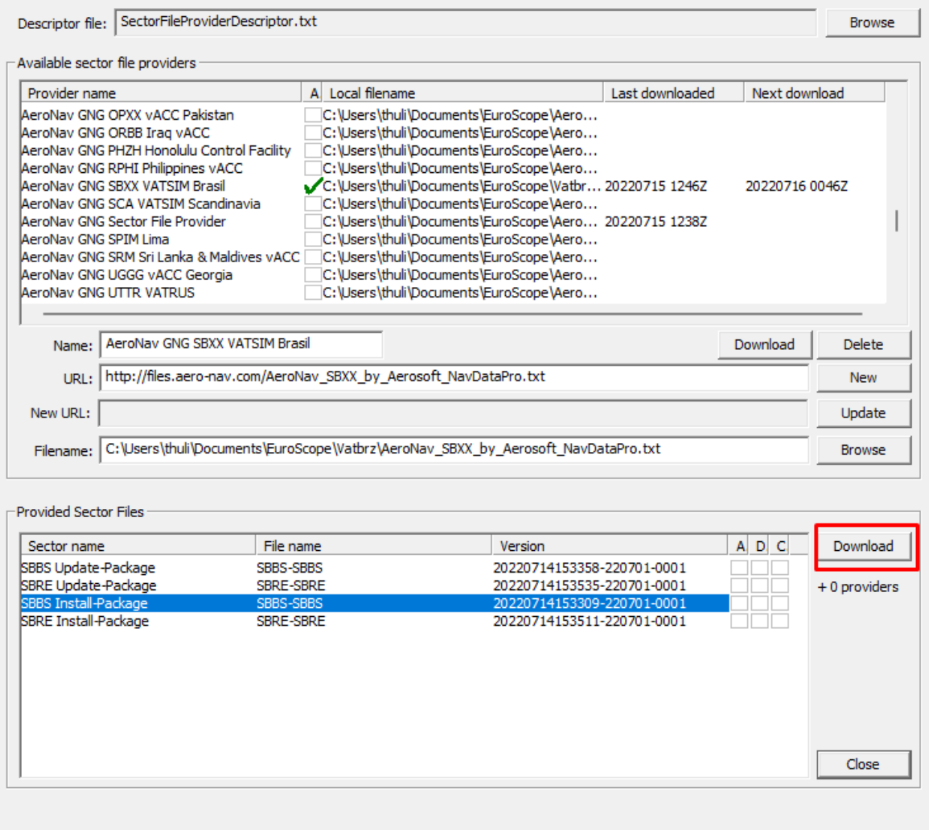 Descriptor file: SectorFileProviderDescriptor.txt Browse
Available sector file providers
Provider name A Local filename Last downloaded Next download
AeroNav GNG OPXX vACC Pakistan C:\Users\thuli\Documents\EuroScope\Aero...
AeroNav GNG ORBB Iraq vACC C:\Users\thuli\Documents\EuroScope\Aero...
AeroNav GNG PHZH Honolulu Control Facility C:\Users\thuli\Documents\EuroScope\Aero...
AeroNav GNG RPHI Philippines vACC C:\Users\thuli\Documents\EuroScope\Aero...
AeroNav GNG SBXX VATSIM Brasil C:\Users\thuli\Documents\EuroScope\Vatbr... 20220715 1246Z 20220716 0046Z
AeroNav GNG SCA VATSIM Scandinavia C:\Users\thuli\Documents\EuroScope\Aero...
AeroNav GNG Sector File Provider C:\Users\thuli\Documents\EuroScope\Aero... 20220715 1238Z
AeroNav GNG SPIM Lima C:\Users\thuli\Documents\EuroScope\Aero...
AeroNav GNG SRM Sri Lanka & Maldives vACC C:\Users\thuli\Documents\EuroScope\Aero...
AeroNav GNG UGGG vACC Georgia C:\Users\thuli\Documents\EuroScope\Aero...
AeroNav GNG UTTR VATRUS C:\Users\thuli\Documents\EuroScope\Aero...
Name: AeroNav GNG SBXX VATSIM Brasil Download Delete
URL: http://files.aero-nav.com/AeroNav_SBXX_by_Aerosoft_NavDataPro.txt New
New URL: Update
Filename: C:\Users\thuli\Documents\EuroScope\Vatbrz\AeroNav_SBXX_by_Aerosoft_NavDataPro.txt Browse
Provided Sector Files
Sector name File name Version A D C Download
SBBS Update-Package SBBS-SBBS 20220714153358-220701-0001
SBRE Update-Package SBRE-SBRE 20220714153535-220701-0001 + 0 providers
SBBS Install-Package SBBS-SBBS 20220714153309-220701-0001
SBRE Install-Package SBRE-SBRE 20220714153511-220701-0001
Close